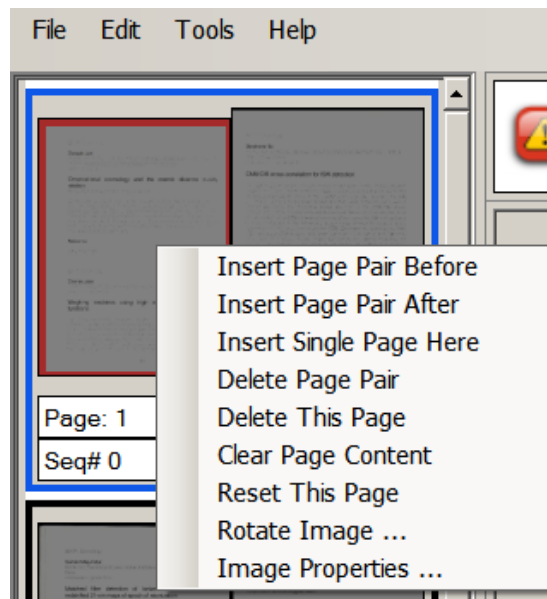 File Edit Tools Help
Insert Page Pair Before
Insert Page Pair After
Insert Single Page Here
Delete Page Pair
Delete This Page
Clear Page Content
Reset This Page
Rotate Image ...
Image Properties ...
Page: 1
Seq# 0